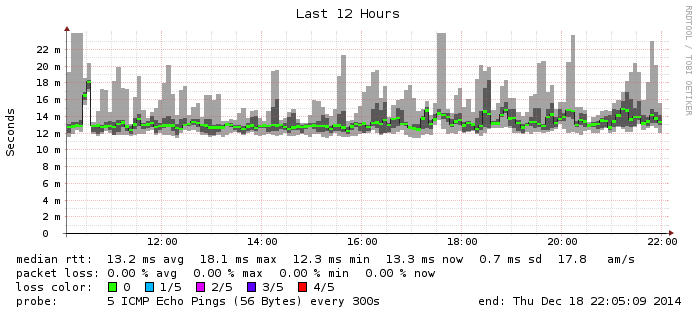 Last 12 Hours
RRDTOOL / TOBI OETIKER
Seconds
22 m
20 m
18 m
16 m
14 m
12 m
10 m
8 m
6 m
4 m
2 m
0
12:00 14:00 16:00 18:00 20:00 22:00
median rtt: 13.2 ms avg 18.1 ms max 12.3 ms min 13.3 ms now 0.7 ms sd 17.8 am/s
packet loss: 0.00 % avg 0.00 % max 0.00 % min 0.00 % now
loss color: 0 1/5 2/5 3/5 4/5
probe: 5 ICMP Echo Pings (56 Bytes) every 300s end: Thu Dec 18 22:05:09 2014